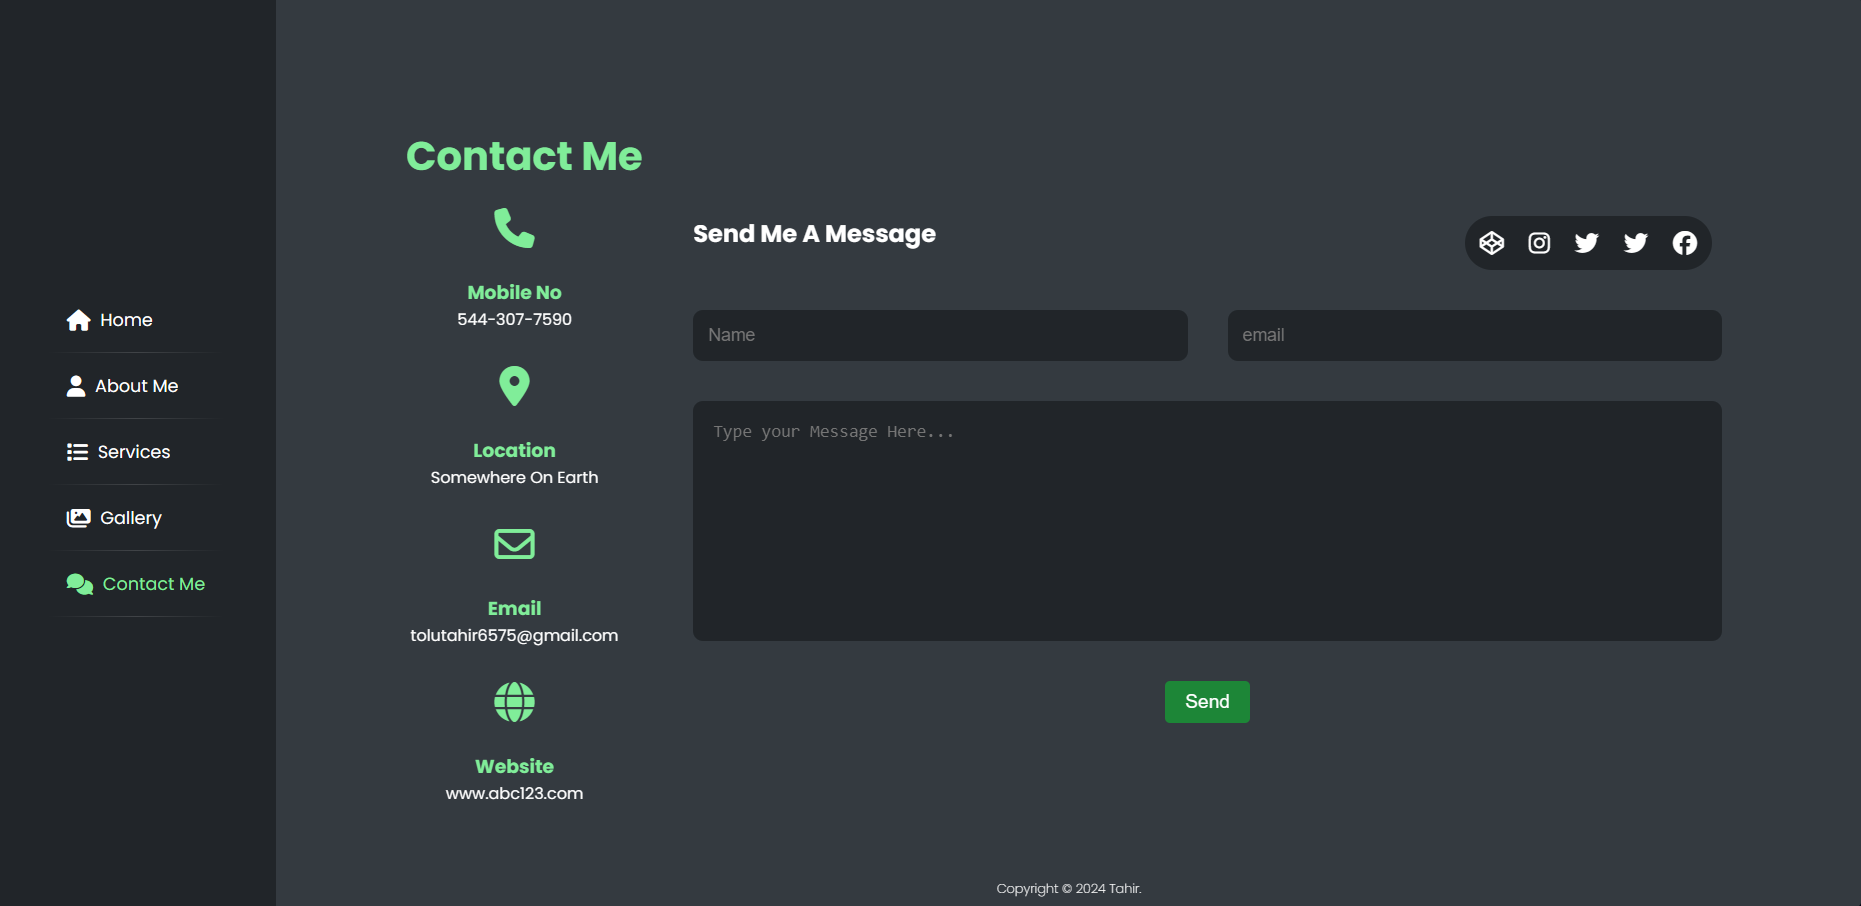 Home
About Me
Services
Gallery
Contact Me
Contact Me
Mobile No
544-307-7590
Location
Somewhere On Earth
Email
tolutahir6575@gmail.com
Website
www.abc123.com
Send Me A Message
Name
email
Type your Message Here...
Send
Copyright © 2024 Tahir.